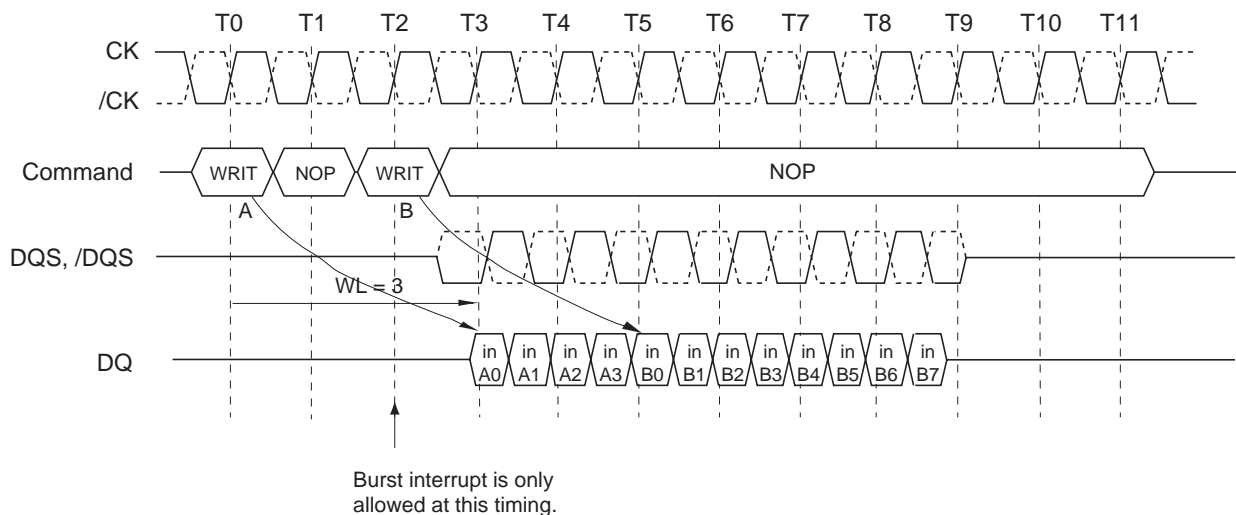 T0 T1 T2 T3 T4 T5 T6 T7 T8 T9 T10 T11
CK
/CK
Command WRIT NOP WRIT NOP
A B
DQS, /DQS
WL = 3
DQ
in in in in in in in in in in in in
A0 A1 A2 A3 B0 B1 B2 B3 B4 B5 B6 B7
Burst interrupt is only
allowed at this timing.